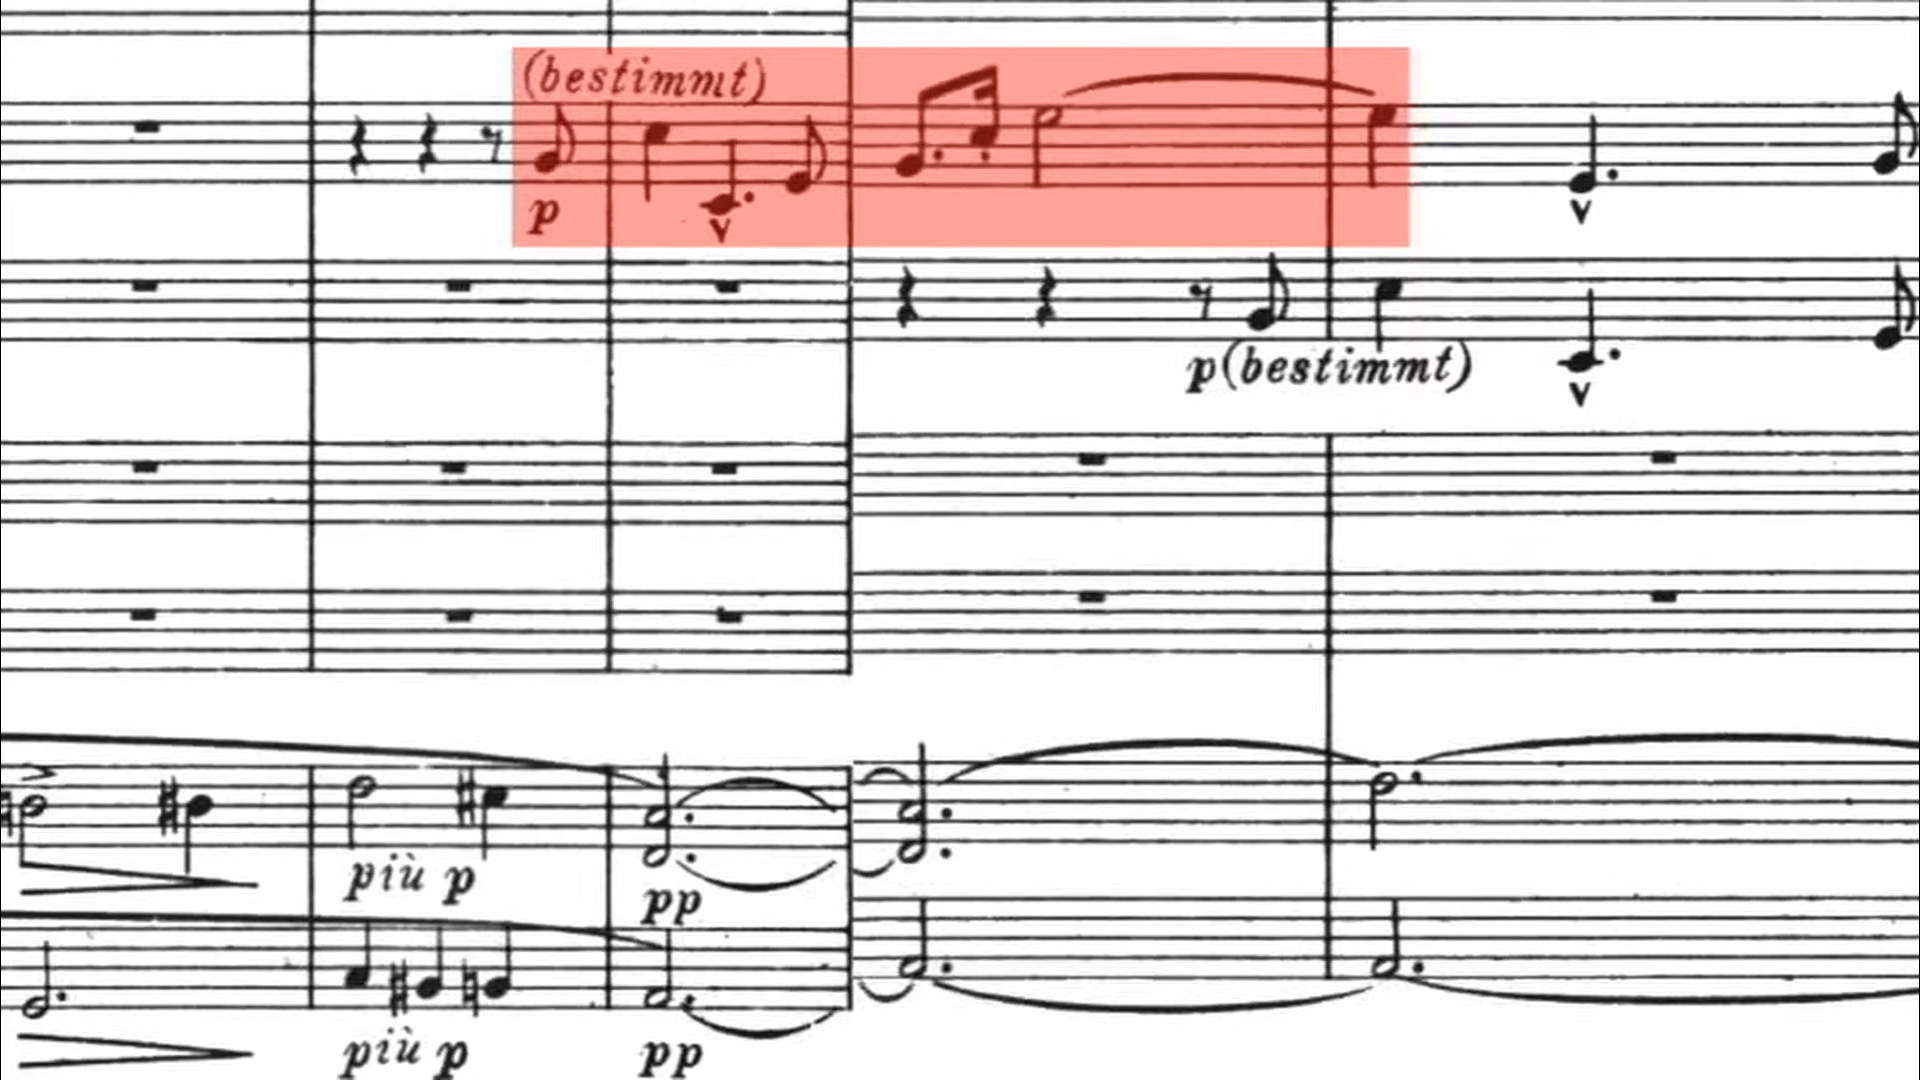 (bestimmt)
p
p(bestimmt)
più p
pp
più p
pp